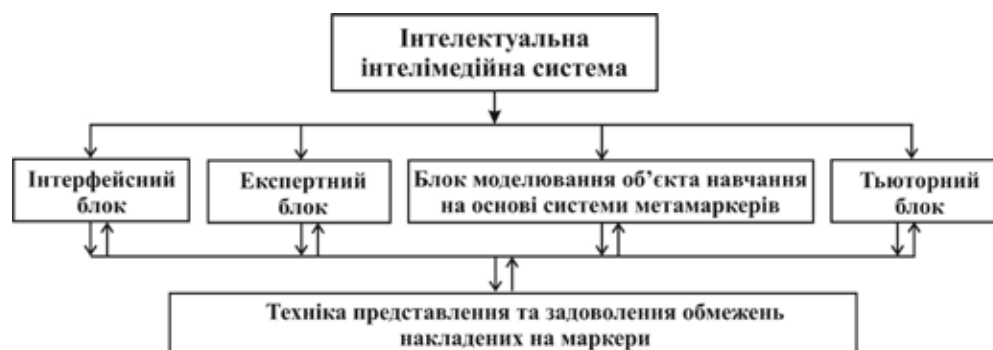 Інтелектуальна
інтелімедійна система
Інтерфейсний
блок
Експертний
блок
Блок моделювання об’єкта навчання
на основі системи метамаркерів
Тьюторний
блок
Техніка представлення та задоволення обмежень
накладених на маркери